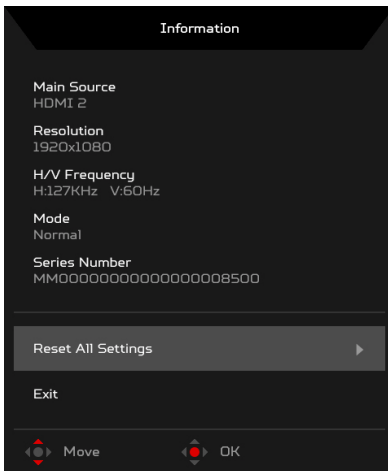 Information
Main Source
HDMI 2
Resolution
1920x1080
H/V Frequency
H:127KHz V:60Hz
Mode
Normal
Series Number
MM00000000000000008500
Reset All Settings
Exit
Move OK